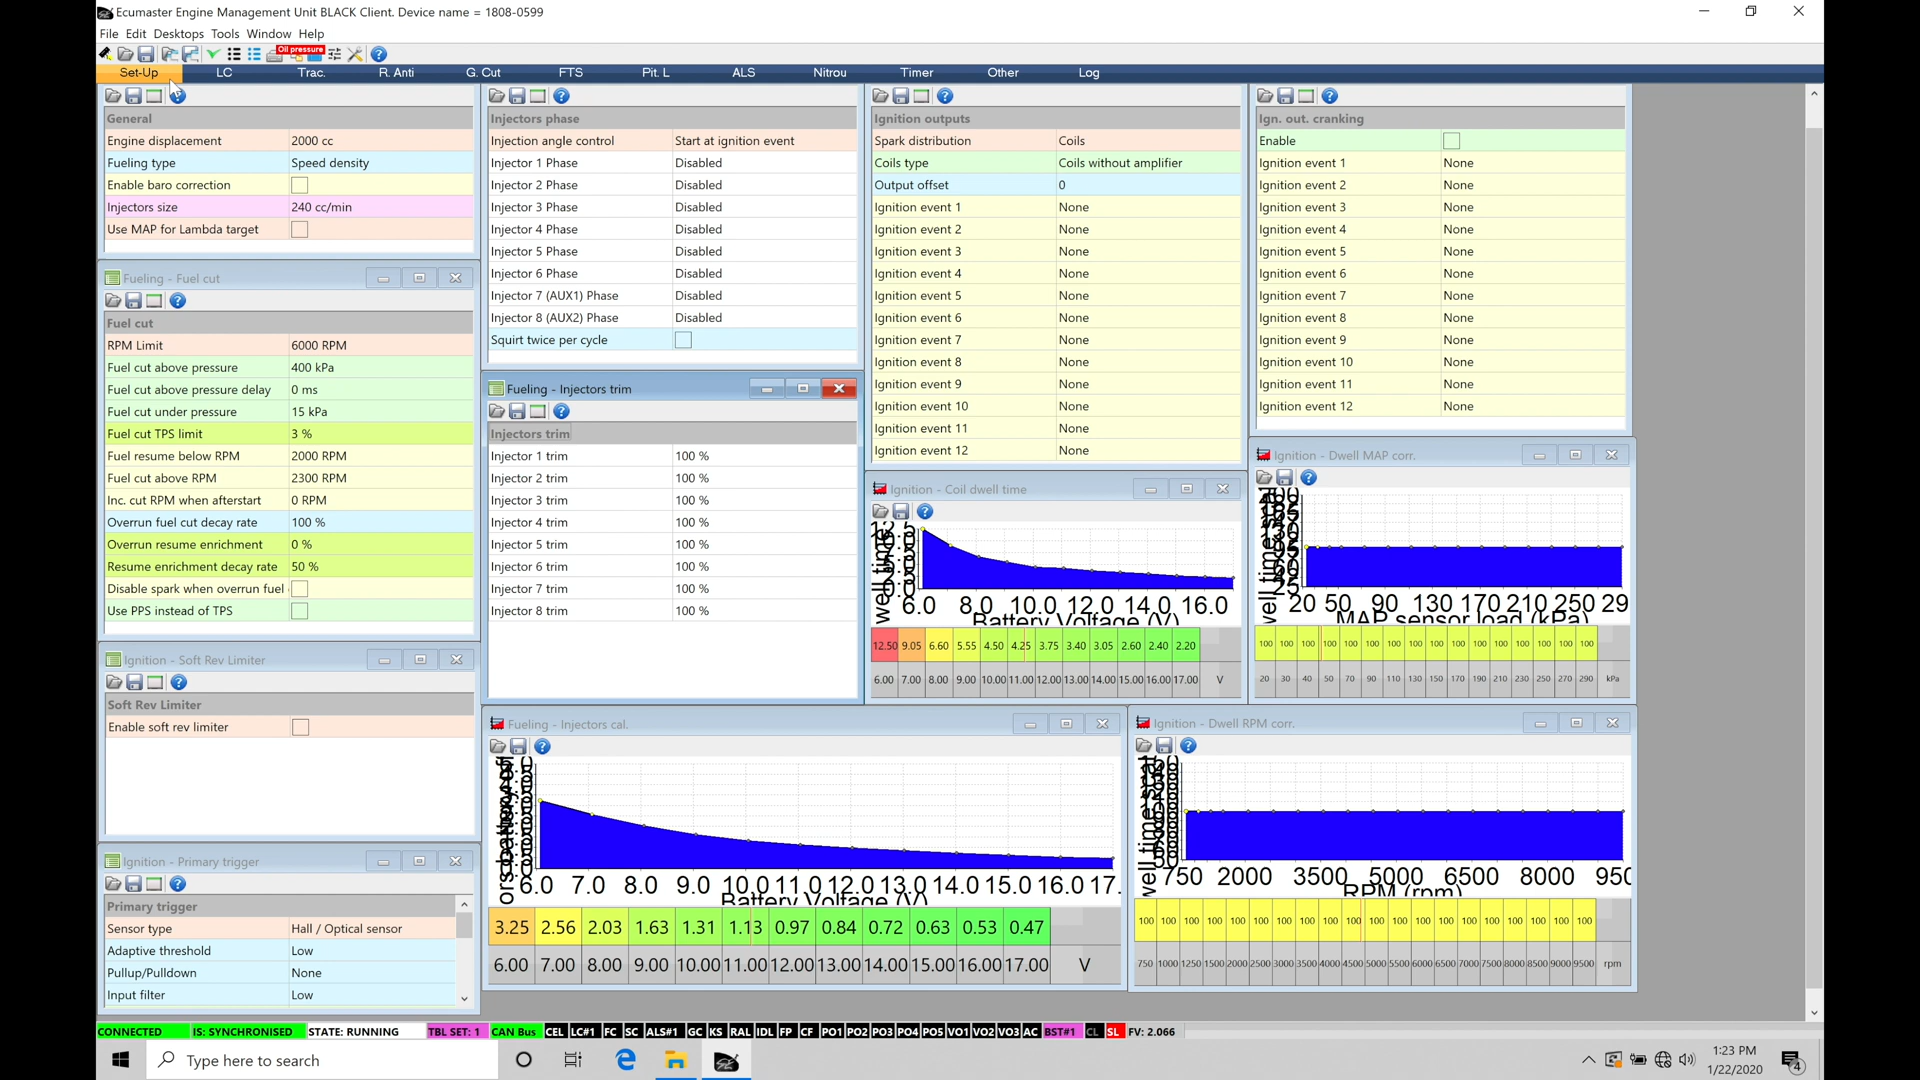 Ecumaster Engine Management Unit BLACK Client. Device name = 1808-0599
File Edit Desktops Tools Window Help
Oil pressure
Set-Up LC Trac. R. Anti G. Cut FTS Pit. L ALS Nitrou Timer Other Log
General
Engine displacement 2000 cc
Fueling type Speed density
Enable baro correction
Injectors size 240 cc/min
Use MAP for Lambda target
Fueling - Fuel cut
Fuel cut
RPM Limit 6000 RPM
Fuel cut above pressure 400 kPa
Fuel cut above pressure delay 0 ms
Fuel cut under pressure 15 kPa
Fuel cut TPS limit 3 %
Fuel resume below RPM 2000 RPM
Fuel cut above RPM 2300 RPM
Inc. cut RPM when afterstart 0 RPM
Overrun fuel cut decay rate 100 %
Overrun resume enrichment 0 %
Resume enrichment decay rate 50 %
Disable spark when overrun fuel
Use PPS instead of TPS
Ignition - Soft Rev Limiter
Soft Rev Limiter
Enable soft rev limiter
Ignition - Primary trigger
Primary trigger
Sensor type Hall / Optical sensor
Adaptive threshold Low
Pullup/Pulldown None
Input filter Low
Injectors phase
Injection angle control Start at ignition event
Injector 1 Phase Disabled
Injector 2 Phase Disabled
Injector 3 Phase Disabled
Injector 4 Phase Disabled
Injector 5 Phase Disabled
Injector 6 Phase Disabled
Injector 7 (AUX1) Phase Disabled
Injector 8 (AUX2) Phase Disabled
Squirt twice per cycle
Fueling - Injectors trim
Injectors trim
Injector 1 trim 100 %
Injector 2 trim 100 %
Injector 3 trim 100 %
Injector 4 trim 100 %
Injector 5 trim 100 %
Injector 6 trim 100 %
Injector 7 trim 100 %
Injector 8 trim 100 %
Fueling - Injectors cal.
6.0 7.0 8.0 9.0 10.0 11.0 12.0 13.0 14.0 15.0 16.0 17.
Battery Voltage (V)
3.25 2.56 2.03 1.63 1.31 1.13 0.97 0.84 0.72 0.63 0.53 0.47
6.00 7.00 8.00 9.00 10.00 11.00 12.00 13.00 14.00 15.00 16.00 17.00 V
Ignition outputs
Spark distribution Coils
Coils type Coils without amplifier
Output offset 0
Ignition event 1 None
Ignition event 2 None
Ignition event 3 None
Ignition event 4 None
Ignition event 5 None
Ignition event 6 None
Ignition event 7 None
Ignition event 8 None
Ignition event 9 None
Ignition event 10 None
Ignition event 11 None
Ignition event 12 None
Ignition - Coil dwell time
6.0 8.0 10.0 12.0 14.0 16.0
Battery Voltage (V)
12.50 9.05 6.60 5.55 4.50 4.25 3.75 3.40 3.05 2.60 2.40 2.20
6.00 7.00 8.00 9.00 10.00 11.00 12.00 13.00 14.00 15.00 16.00 17.00 V
Ign. out. cranking
Enable
Ignition event 1 None
Ignition event 2 None
Ignition event 3 None
Ignition event 4 None
Ignition event 5 None
Ignition event 6 None
Ignition event 7 None
Ignition event 8 None
Ignition event 9 None
Ignition event 10 None
Ignition event 11 None
Ignition event 12 None
Ignition - Dwell MAP corr.
20 50 90 130 170 210 250 29
MAP sensor load (kPa)
100 100 100 100 100 100 100 100 100 100 100 100 100 100 100 100
20 30 40 50 70 90 110 130 150 170 190 210 230 250 270 290 kPa
Ignition - Dwell RPM corr.
750 2000 3500 5000 6500 8000 950
RPM (rpm)
100 100 100 100 100 100 100 100 100 100 100 100 100 100 100 100 100 100 100 100
750 1000 1250 1500 2000 2500 3000 3500 4000 4500 5000 5500 6000 6500 7000 7500 8000 8500 9000 9500 rpm
CONNECTED IS: SYNCHRONISED STATE: RUNNING TBL SET: 1 CAN Bus CEL LC#1 FC SC ALS#1 GC KS RAL IDL FP CF PO1 PO2 PO3 PO4 PO5 VO1 VO2 VO3 AC BST#1 CL SL FV: 2.066
Type here to search
1:23 PM
1/22/2020
4